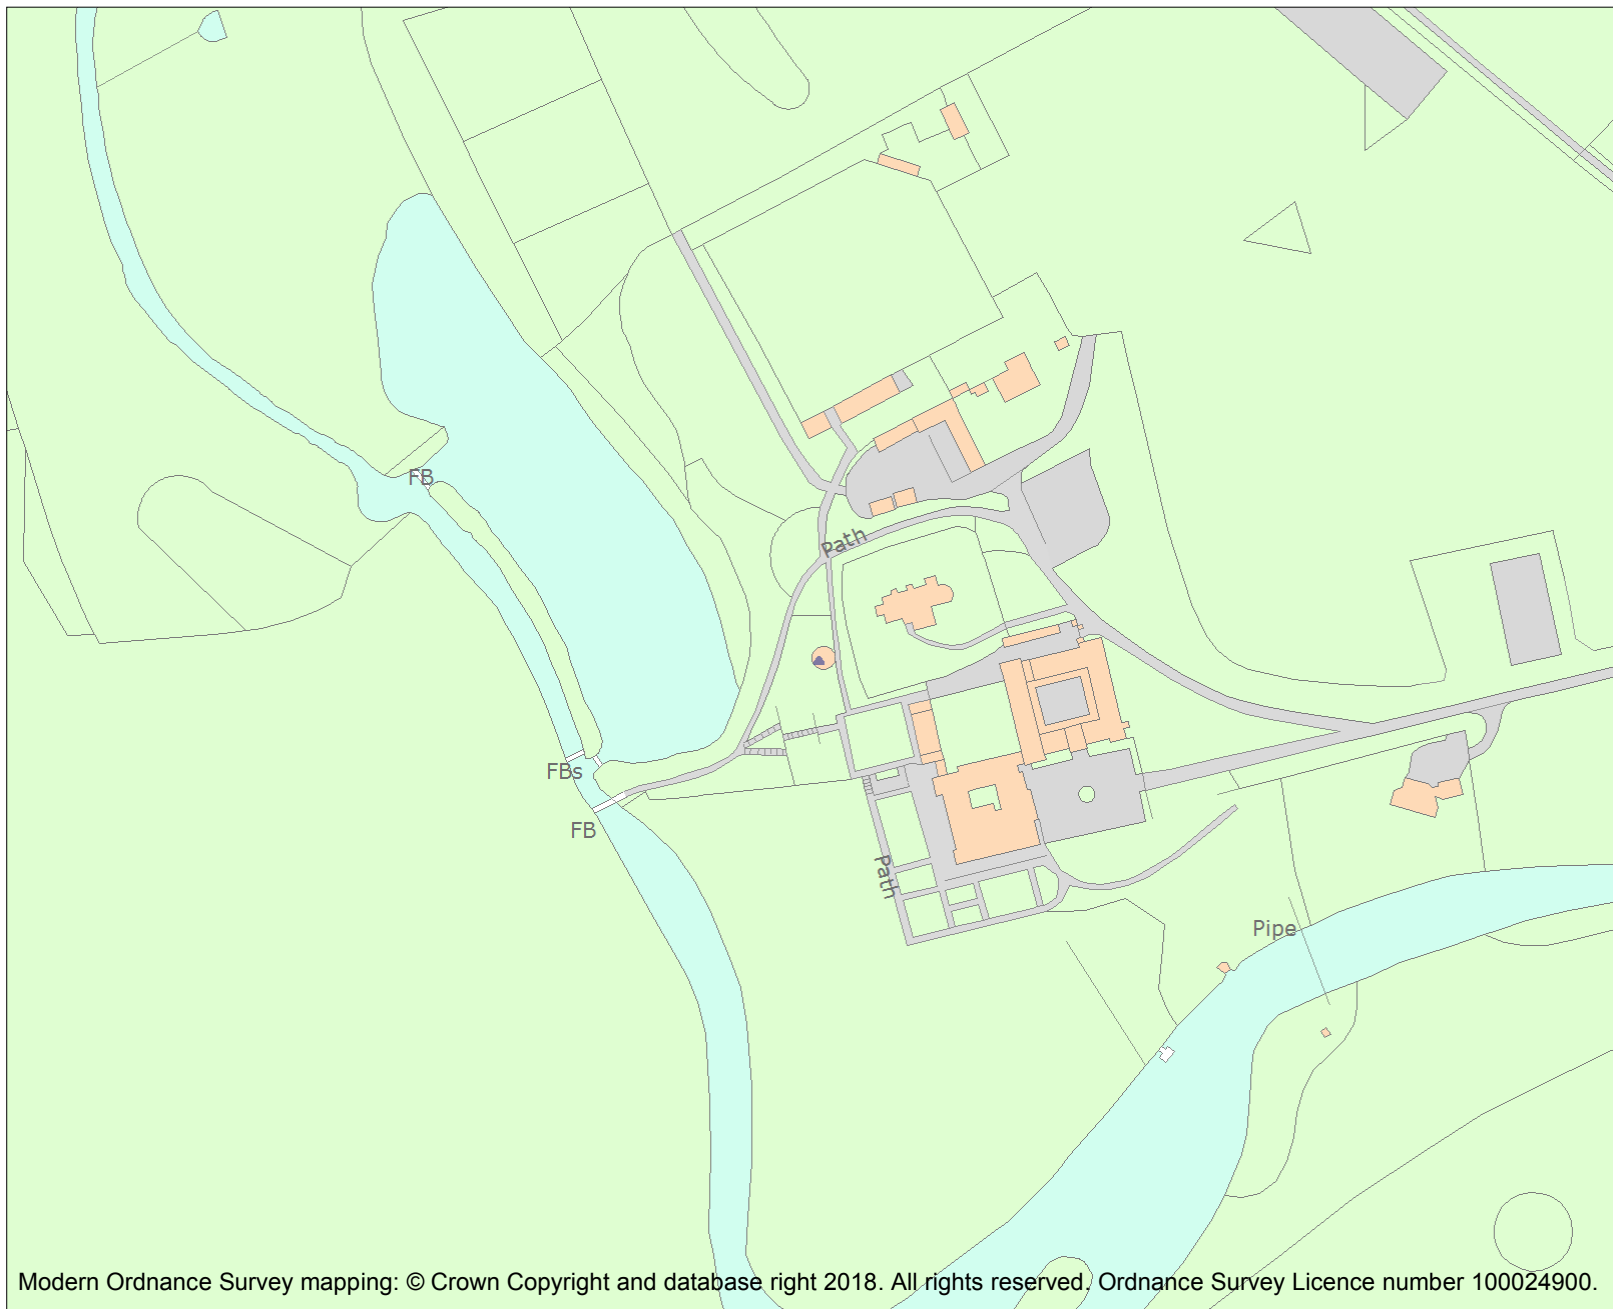 FB
Path
FBs
FB
Path
Pipe
Modern Ordnance Survey mapping: © Crown Copyright and database right 2018. All rights reserved. Ordnance Survey Licence number 100024900.